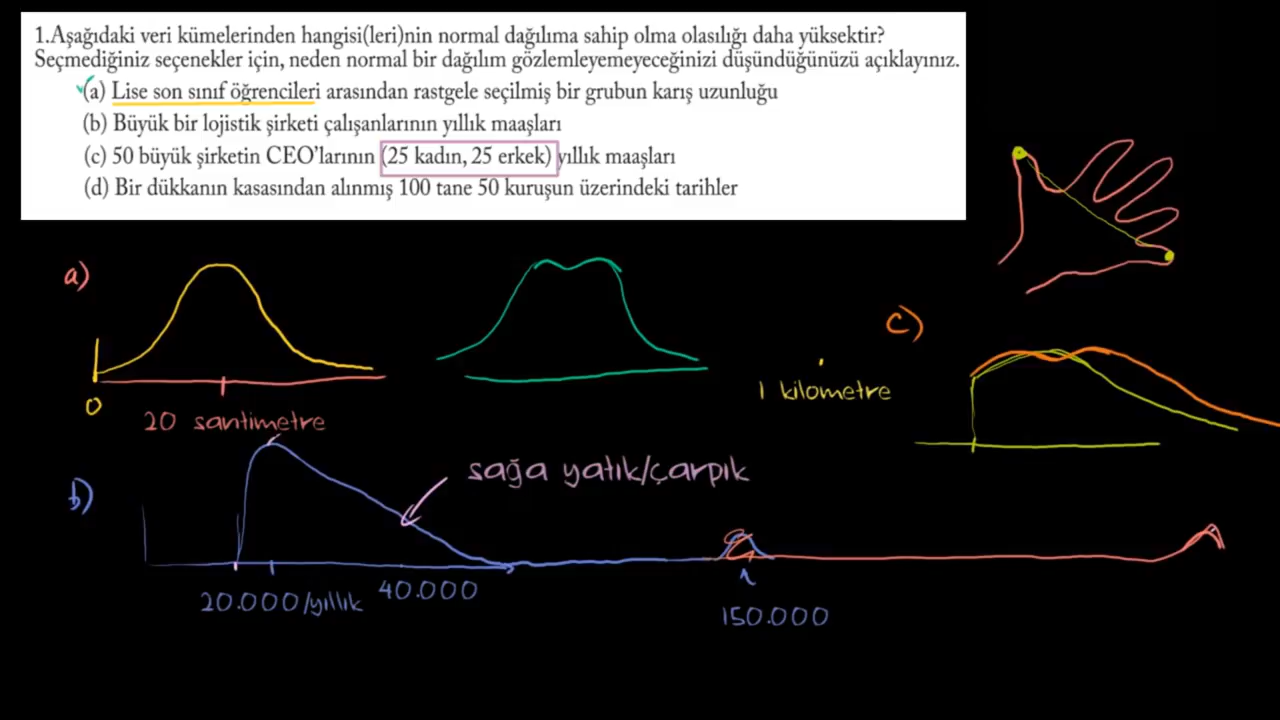 1.Aşağıdaki veri kümelerinden hangisi(leri)nin normal dağılıma sahip olma olasılığı daha yüksektir?
Seçmediğiniz seçenekler için, neden normal bir dağılım gözlemleyemeyeceğinizi düşündüğünüzü açıklayınız.
(a) Lise son sınıf öğrencileri arasından rastgele seçilmiş bir grubun karış uzunluğu
(b) Büyük bir lojistik şirketi çalışanlarının yıllık maaşları
(c) 50 büyük şirketin CEO'larının (25 kadın, 25 erkek) yıllık maaşları
(d) Bir dükkanın kasasından alınmış 100 tane 50 kuruşun üzerindeki tarihler
a)
0
20 santimetre
1 kilometre
c)
b)
sağa yatık/çarpık
20.000/yıllık
40.000
150.000